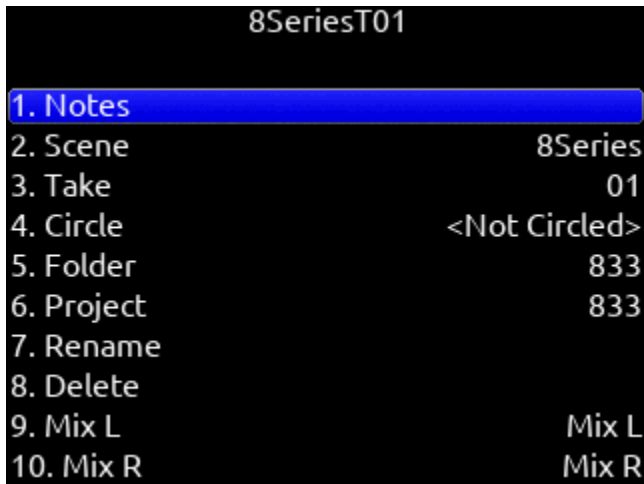 8SeriesT01
1. Notes
2. Scene 8Series
3. Take 01
4. Circle <Not Circled>
5. Folder 833
6. Project 833
7. Rename
8. Delete
9. Mix L Mix L
10. Mix R Mix R